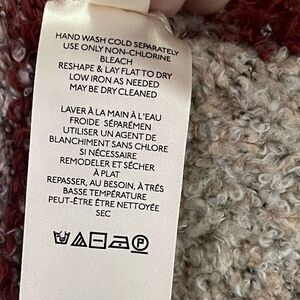 HAND WASH COLD SEPARATELY
USE ONLY NON-CHLORINE
BLEACH
RESHAPE & LAY FLAT TO DRY
LOW IRON AS NEEDED
MAY BE DRY CLEANED
LAVER À LA MAIN À L'EAU
FROIDE SÉPARÉMEN
UTILISER UN AGENT DE
BLANCHIMENT SANS CHLORE
SI NÉCESSAIRE
REMODELER ET SÉCHER
À PLAT
REPASSER, AU BESOIN, À TRÉS
BASSE TEMPÉRATURE
PEUT-ÊTRE ÊTRE NETTOYÉE
SEC
P